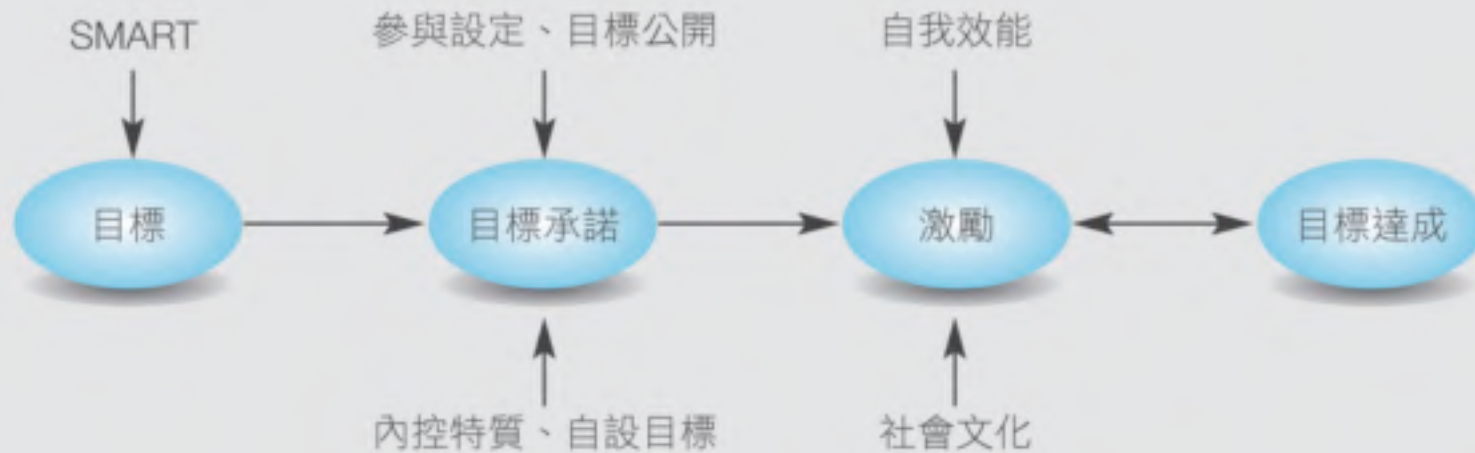 SMART
參與設定、目標公開
自我效能
目標
目標承諾
激勵
目標達成
內控特質、自設目標
社會文化